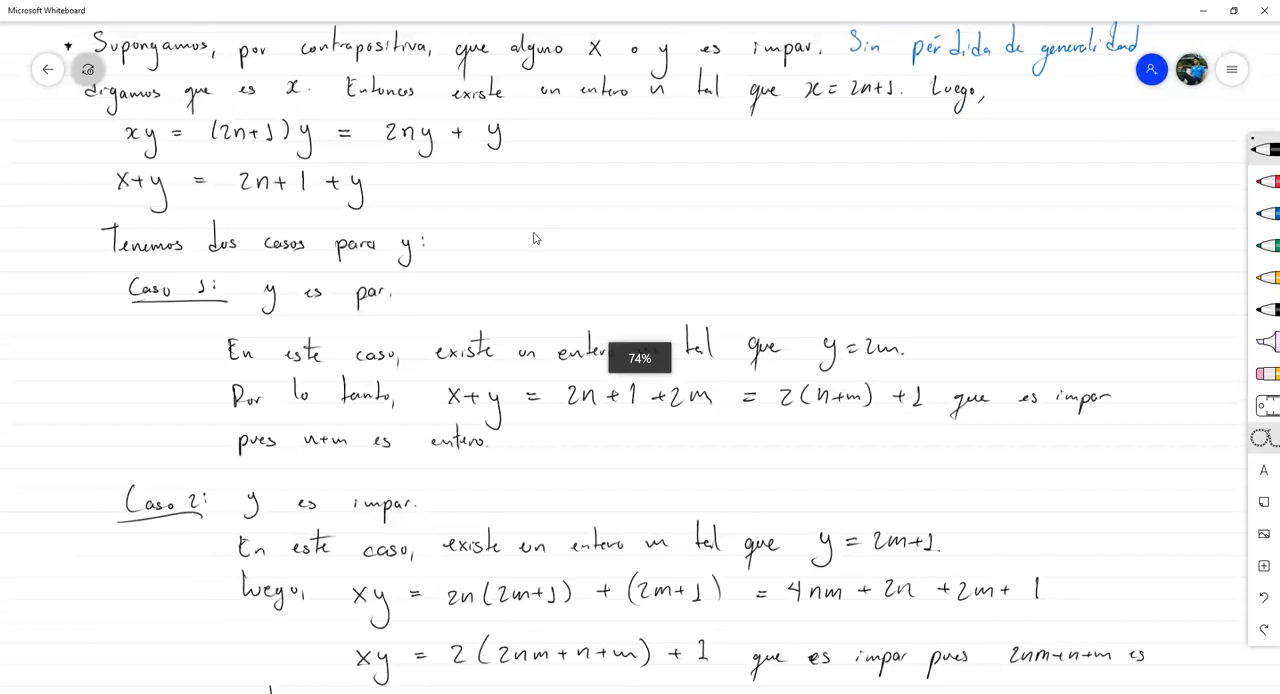 Microsoft Whiteboard
Supongamos, por contrapositiva, que alguno x o y es impar. Sin pérdida de generalidad
digamos que es x. Entonces existe un entero n tal que x=2n+1. Luego,
xy = (2n+1)y = 2ny + y
x+y = 2n+1+y
Tenemos dos casos para y:
Caso 1: y es par.
En este caso, existe un entero tal que y=2m.
74%
Por lo tanto, x+y = 2n+1+2m = 2(n+m)+1 que es impar
pues n+m es entero.
Caso 2: y es impar.
En este caso, existe un entero m tal que y=2m+1.
Luego, xy = 2n(2m+1) + (2m+1) = 4nm + 2n + 2m + 1
xy = 2(2nm+n+m) + 1 que es impar pues 2nm+n+m es